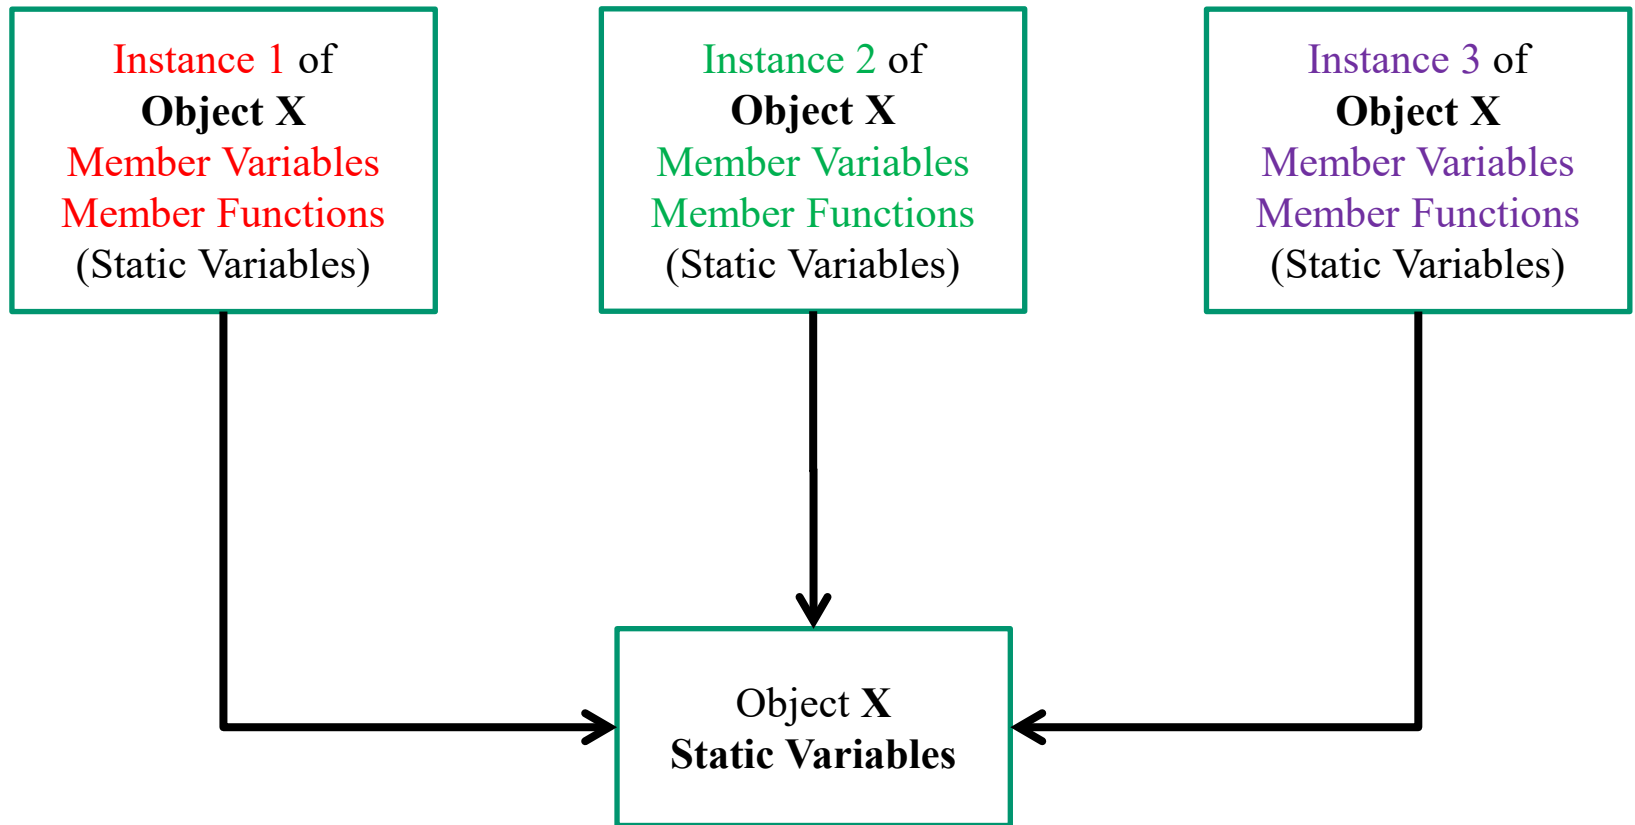 Instance 1 of
Object X
Member Variables
Member Functions
(Static Variables)
Instance 2 of
Object X
Member Variables
Member Functions
(Static Variables)
Instance 3 of
Object X
Member Variables
Member Functions
(Static Variables)
Object X
Static Variables